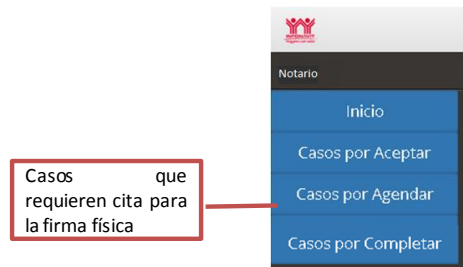 Notario
Inicio
Casos por Aceptar
Casos que
requieren cita para
la firma física
Casos por Agendar
Casos por Completar